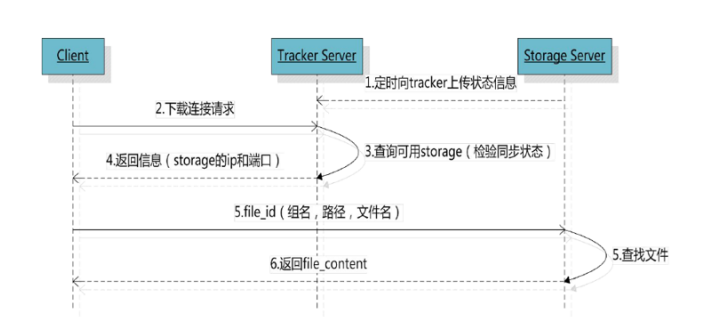 Client
Tracker Server
Storage Server
1.定时向tracker上传状态信息
2.下载连接请求
3.查询可用storage（检验同步状态）
4.返回信息（storage的ip和端口）
5.file_id（组名，路径，文件名）
5.查找文件
6.返回file_content